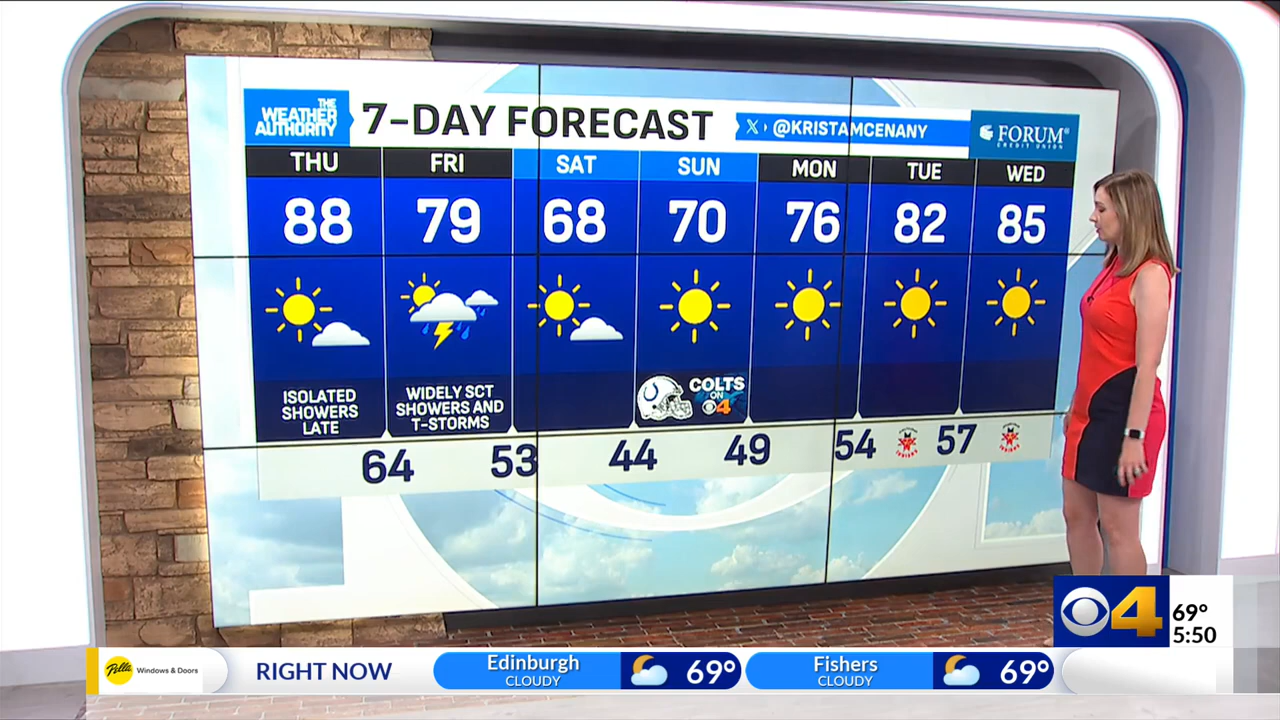 THE
WEATHER
AUTHORITY
7-DAY FORECAST
X @KRISTAMCENANY
FORUM®
CREDIT UNION
THU FRI SAT SUN MON TUE WED
88 79 68 70 76 82 85
ISOLATED
SHOWERS
LATE
WIDELY SCT
SHOWERS AND
T-STORMS
COLTS
ON
4
64 53 44 49 54 57
INDIANS
INDIANS
4
69°
5:50
Pella Windows & Doors
RIGHT NOW
Edinburgh
CLOUDY
69°
Fishers
CLOUDY
69°